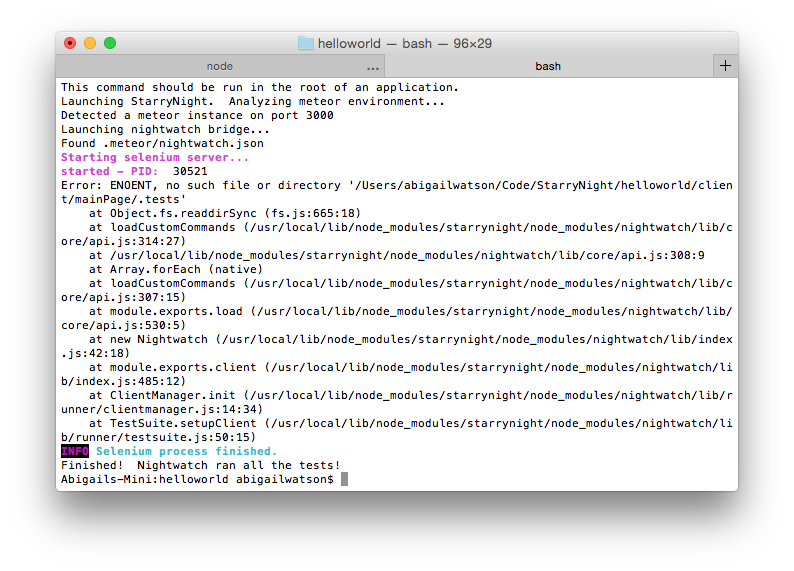 helloworld — bash — 96×29
node ... bash +
This command should be run in the root of an application.
Launching StarryNight.  Analyzing meteor environment...
Detected a meteor instance on port 3000
Launching nightwatch bridge...
Found .meteor/nightwatch.json
Starting selenium server...
started - PID:  30521
Error: ENOENT, no such file or directory '/Users/abigailwatson/Code/StarryNight/helloworld/clien
t/mainPage/.tests'
    at Object.fs.readdirSync (fs.js:665:18)
    at loadCustomCommands (/usr/local/lib/node_modules/starrynight/node_modules/nightwatch/lib/c
ore/api.js:314:27)
    at /usr/local/lib/node_modules/starrynight/node_modules/nightwatch/lib/core/api.js:308:9
    at Array.forEach (native)
    at loadCustomCommands (/usr/local/lib/node_modules/starrynight/node_modules/nightwatch/lib/c
ore/api.js:307:15)
    at module.exports.load (/usr/local/lib/node_modules/starrynight/node_modules/nightwatch/lib/
core/api.js:530:5)
    at new Nightwatch (/usr/local/lib/node_modules/starrynight/node_modules/nightwatch/lib/index
.js:42:18)
    at module.exports.client (/usr/local/lib/node_modules/starrynight/node_modules/nightwatch/li
b/index.js:485:12)
    at ClientManager.init (/usr/local/lib/node_modules/starrynight/node_modules/nightwatch/lib/r
unner/clientmanager.js:14:34)
    at TestSuite.setupClient (/usr/local/lib/node_modules/starrynight/node_modules/nightwatch/li
b/runner/testsuite.js:50:15)
INFO Selenium process finished.
Finished!  Nightwatch ran all the tests!
Abigails-Mini:helloworld abigailwatson$